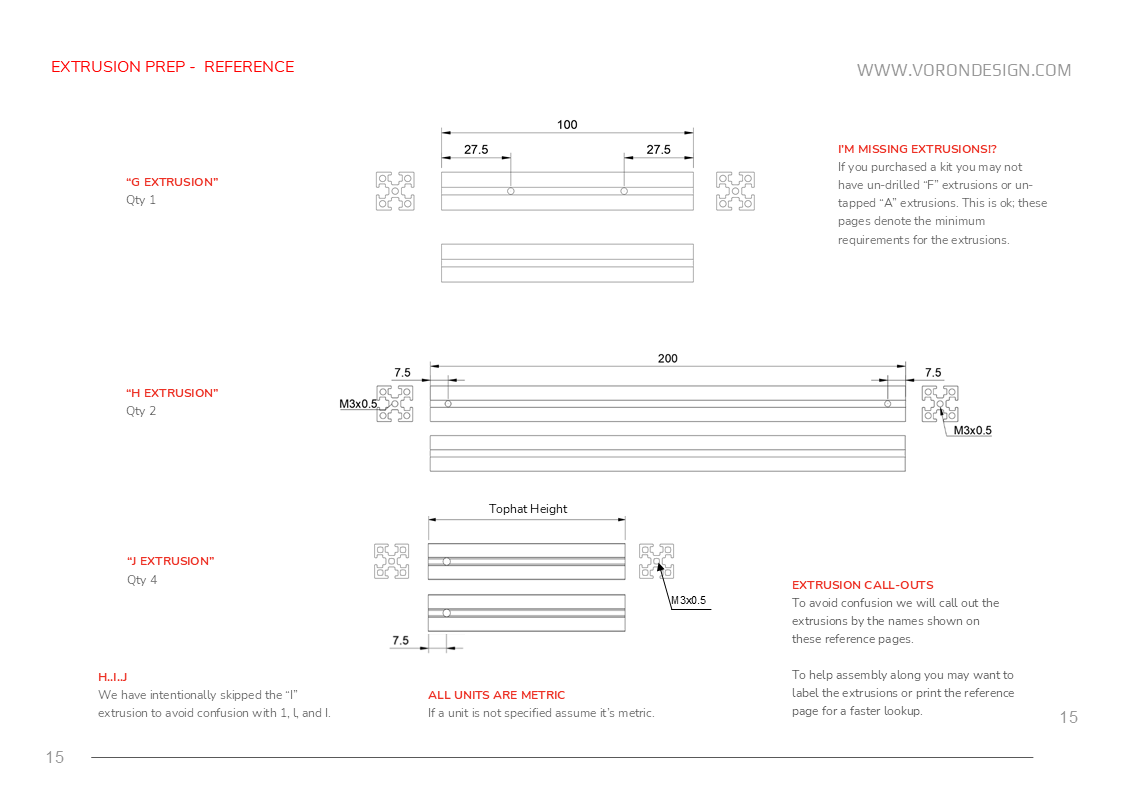 EXTRUSION PREP - REFERENCE
WWW.VORONDESIGN.COM
100
27.5
27.5
“G EXTRUSION”
Qty 1
I'M MISSING EXTRUSIONS!?
If you purchased a kit you may not
have un-drilled “F” extrusions or un-
tapped “A” extrusions. This is ok; these
pages denote the minimum
requirements for the extrusions.
200
7.5
7.5
“H EXTRUSION”
Qty 2
M3x0.5
M3x0.5
Tophat Height
“J EXTRUSION”
Qty 4
M3x0.5
7.5
EXTRUSION CALL-OUTS
To avoid confusion we will call out the
extrusions by the names shown on
these reference pages.
To help assembly along you may want to
label the extrusions or print the reference
page for a faster lookup.
H..I..J
We have intentionally skipped the “I”
extrusion to avoid confusion with 1, l, and I.
ALL UNITS ARE METRIC
If a unit is not specified assume it’s metric.
15
15